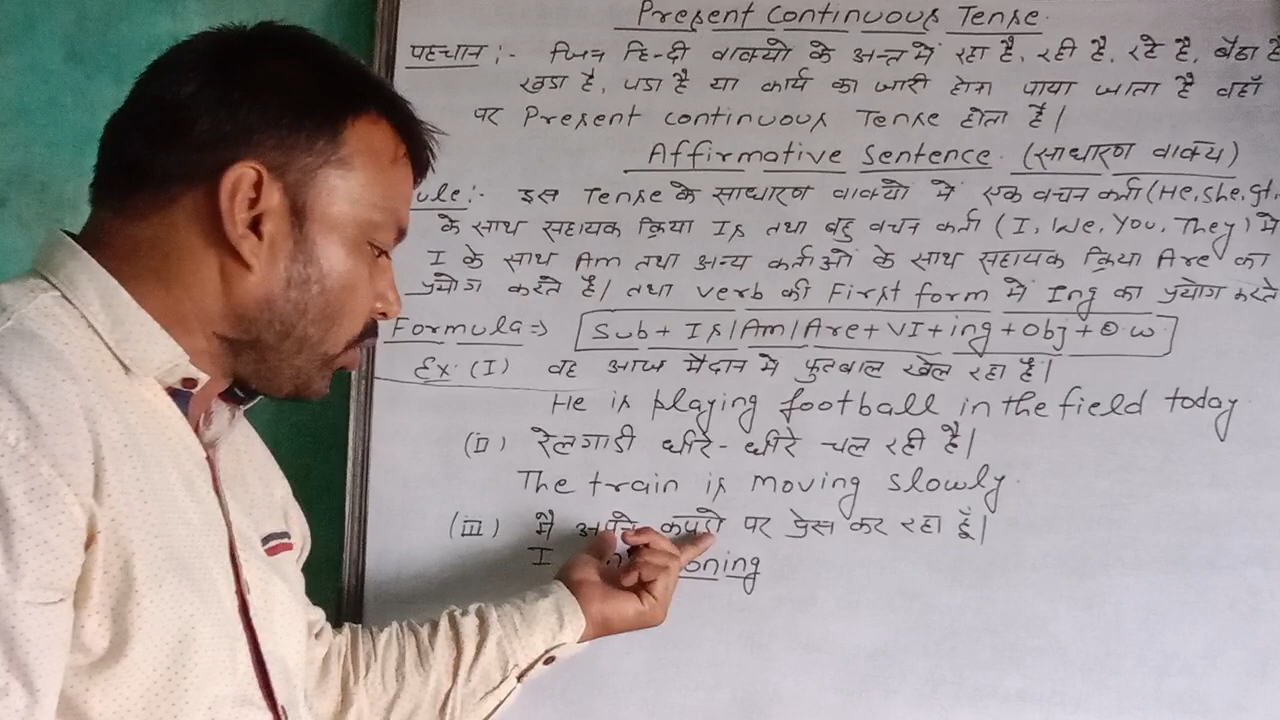 Present Continuous Tense
पहचान :- जिन हिन्दी वाक्यो के अन्त में रहा है, रही है, रहे है, बैठा है
खडा है, पडा है या कार्य का जारी होना पाया जाता है वहाँ
पर Present continuous Tense होता है।
Affirmative Sentence. (साधारण वाक्य)
इस Tense के साधारण वाक्यो में एक वचन कर्ता (He, She, It,
के साथ सहायक क्रिया Is तथा बहु वचन कर्ता (I, We, You, They) मे
I के साथ Am तथा अन्य कर्ताओ के साथ सहायक क्रिया Are का
प्रयोग करते है। तथा verb की First form में Ing का प्रयोग करते
Formula => Sub + Is/Am/Are + V1 + ing + Obj + O.w
Ex. (I) वह आज मैदान मे फुटबाल खेल रहा है।
He is playing football in the field today
(II) रेलगाडी धीरे-धीरे चल रही है।
The train is moving slowly.
(III) मै अपने कपडो पर प्रेस कर रहा हूँ।
I